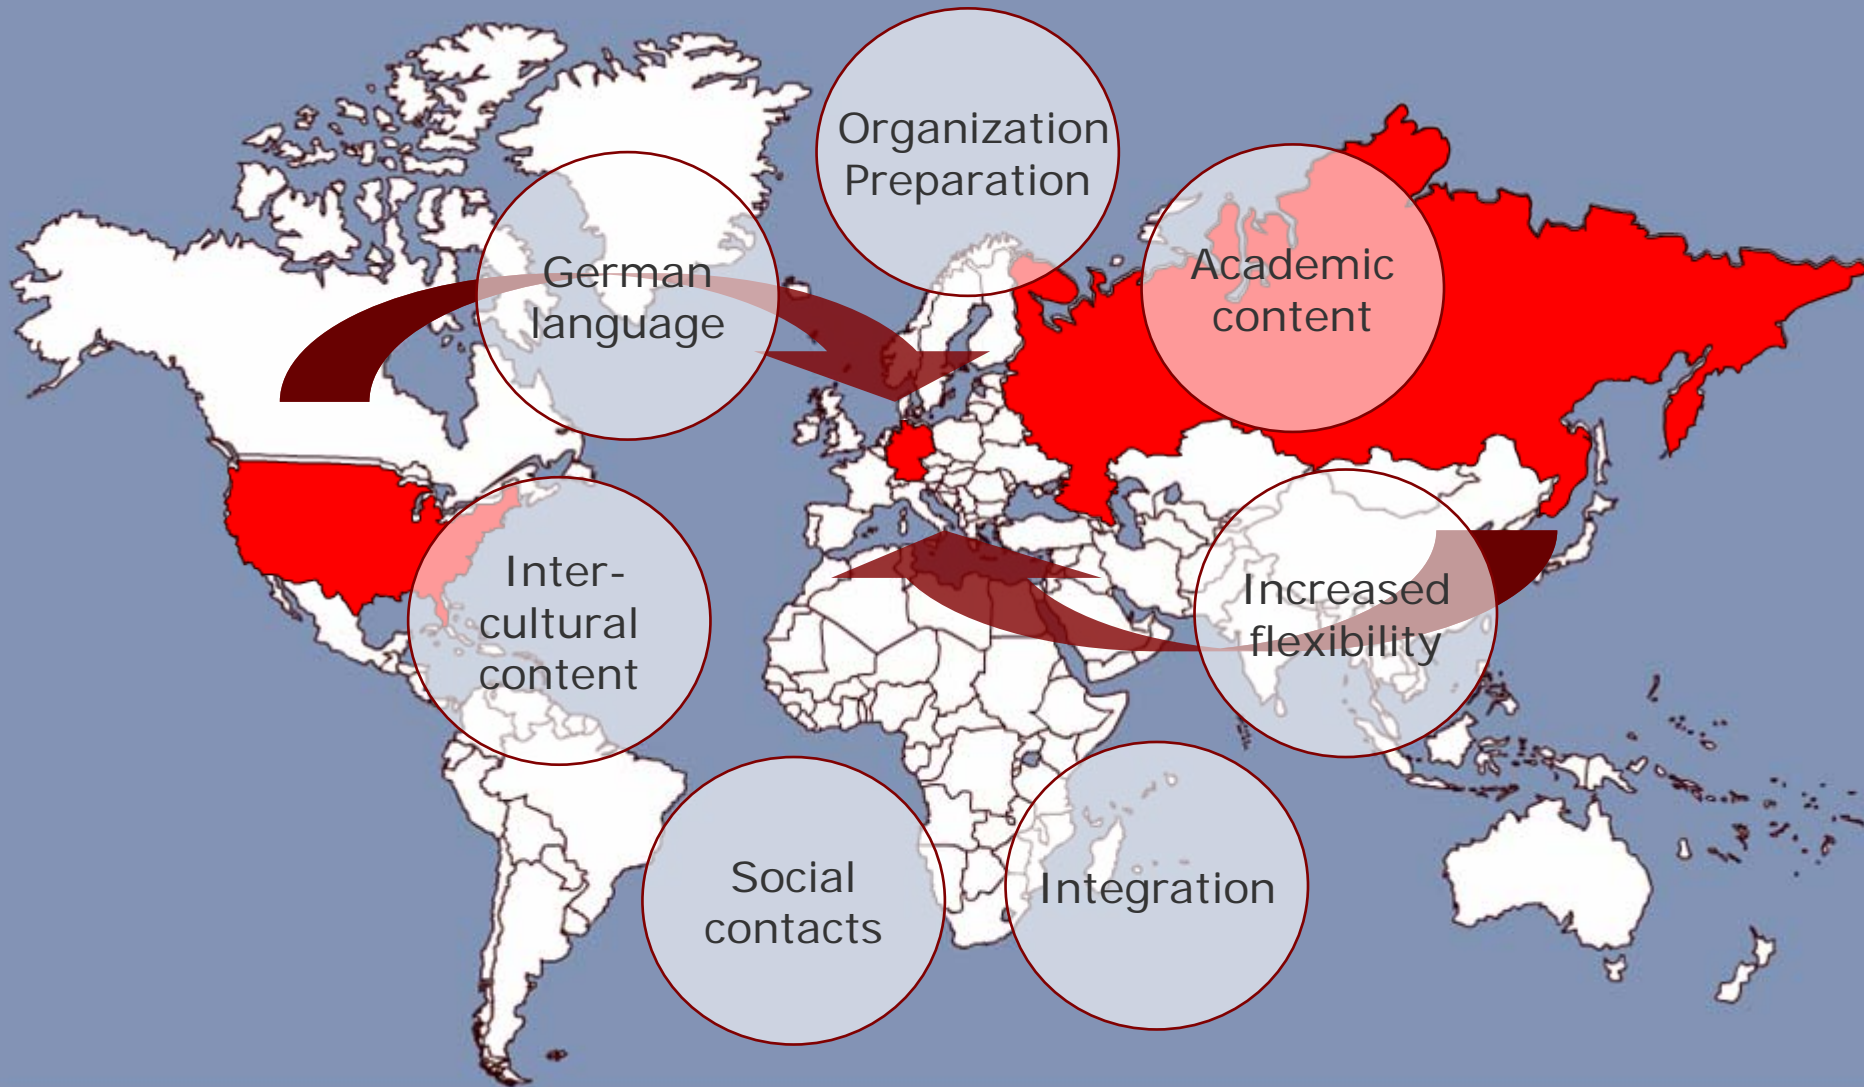 Organization
Preparation
German
language
Academic
content
Inter-
cultural
content
Increased
flexibility
Social
contacts
Integration